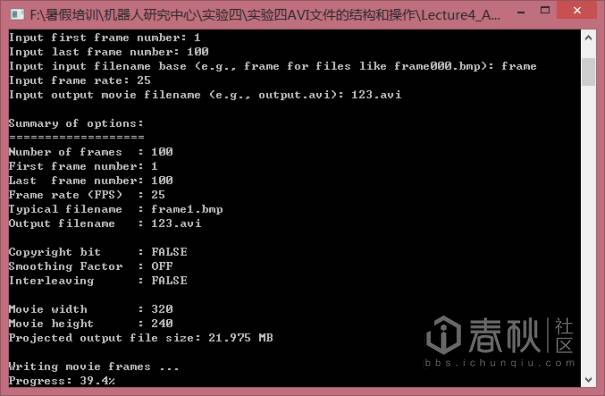 F:\暑假培训\机器人研究中心\实验四\实验四AVI文件的结构和操作\Lecture4_A...
Input first frame number: 1
Input last frame number: 100
Input input filename base (e.g., frame for files like frame000.bmp): frame
Input frame rate: 25
Input output movie filename (e.g., output.avi): 123.avi
Summary of options:
===================
Number of frames  : 100
First frame number: 1
Last  frame number: 100
Frame rate (FPS)  : 25
Typical filename  : frame1.bmp
Output filename   : 123.avi
Copyright bit     : FALSE
Smoothing Factor  : OFF
Interleaving      : FALSE
Movie width       : 320
Movie height      : 240
Projected output file size: 21.975 MB
Writing movie frames ...
Progress: 39.4%
春秋 社区
bbs.ichunqiu.com